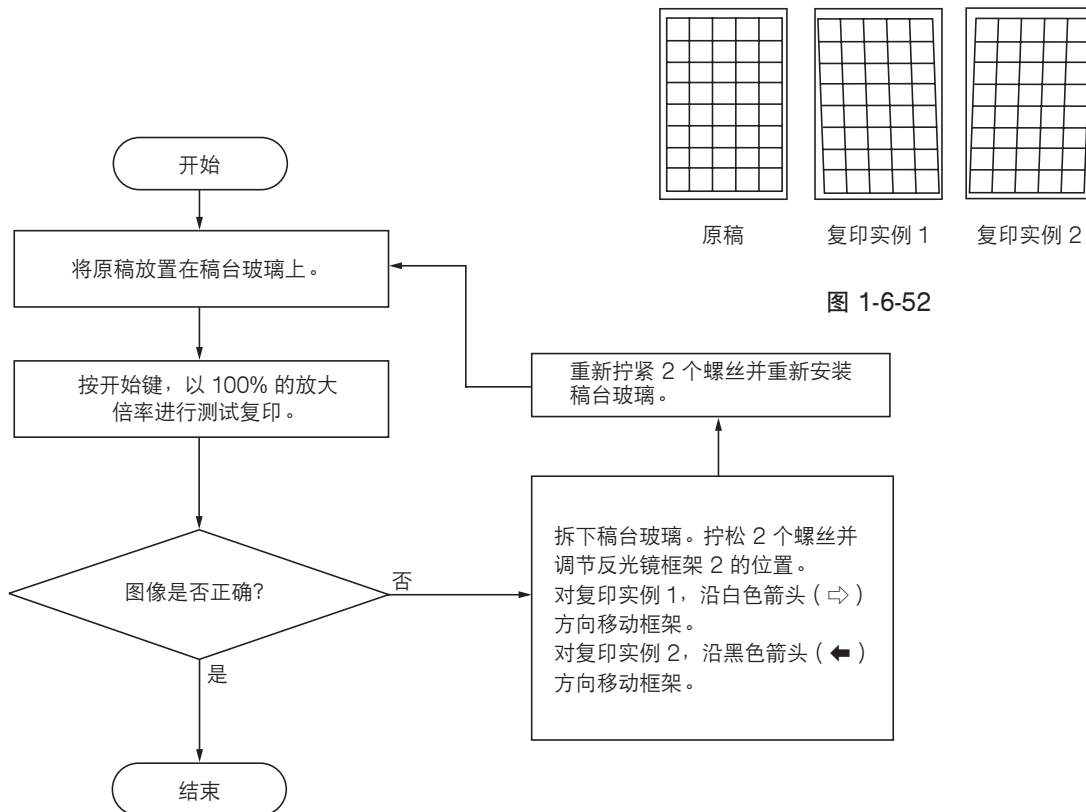 原稿
复印实例 1
复印实例 2
图 1-6-52
开始
将原稿放置在稿台玻璃上。
按开始键，以 100% 的放大
倍率进行测试复印。
图像是否正确？
否
是
结束
重新拧紧 2 个螺丝并重新安装
稿台玻璃。
拆下稿台玻璃。拧松 2 个螺丝并
调节反光镜框架 2 的位置。
对复印实例 1，沿白色箭头（⇨）
方向移动框架。
对复印实例 2，沿黑色箭头（⬅）
方向移动框架。